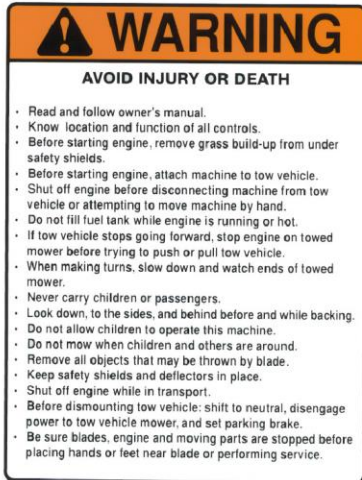 WARNING
AVOID INJURY OR DEATH
· Read and follow owner's manual.
· Know location and function of all controls.
· Before starting engine, remove grass build-up from under
safety shields.
· Before starting engine, attach machine to tow vehicle.
· Shut off engine before disconnecting machine from tow
vehicle or attempting to move machine by hand.
· Do not fill fuel tank while engine is running or hot.
· If tow vehicle stops going forward, stop engine on towed
mower before trying to push or pull tow vehicle.
· When making turns, slow down and watch ends of towed
mower.
· Never carry children or passengers.
· Look down, to the sides, and behind before and while backing.
· Do not allow children to operate this machine.
· Do not mow when children and others are around.
· Remove all objects that may be thrown by blade.
· Keep safety shields and deflectors in place.
· Shut off engine while in transport.
· Before dismounting tow vehicle: shift to neutral, disengage
power to tow vehicle mower, and set parking brake.
· Be sure blades, engine and moving parts are stopped before
placing hands or feet near blade or performing service.